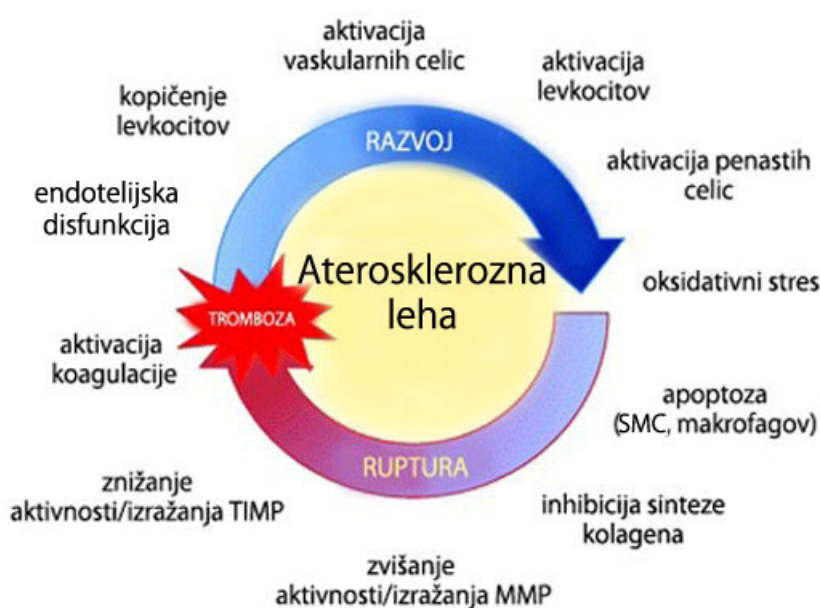 aktivacija
vaskularnih celic
aktivacija
levkocitov
kopičenje
levkocitov
RAZVOJ
aktivacija penastih
celic
endotelijska
disfunkcija
Aterosklerozna
leha
oksidativni stres
TROMBOZA
aktivacija
koagulacije
apoptoza
(SMC, makrofagov)
RUPTURA
znižanje
aktivnosti/izražanja TIMP
inhibicija sinteze
kolagena
zvišanje
aktivnosti/izražanja MMP